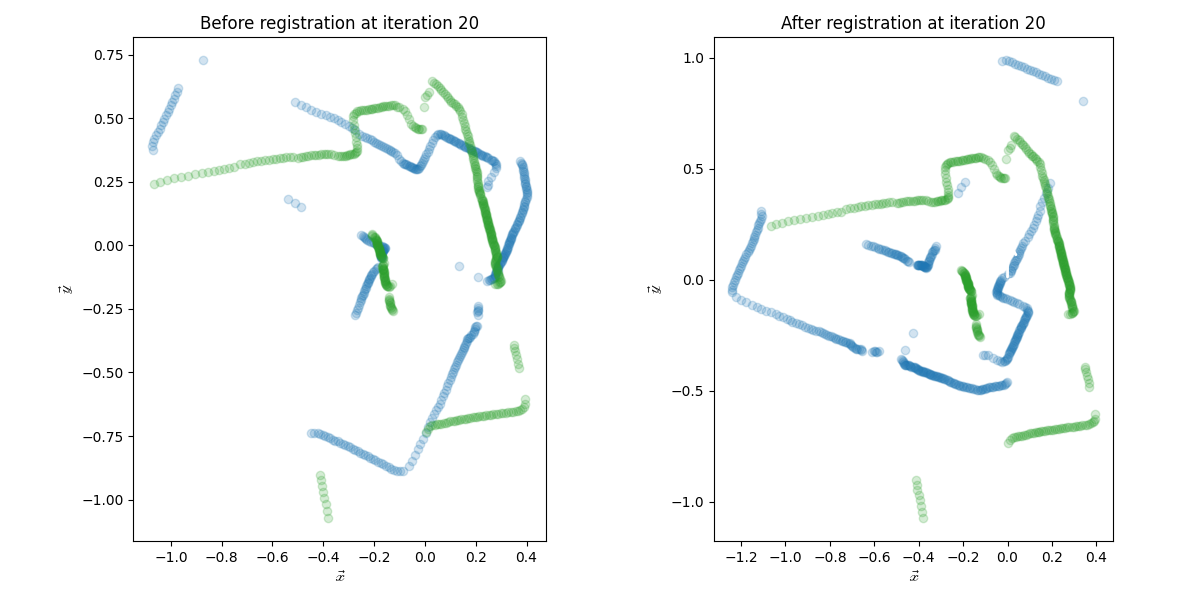 Before registration at iteration 20
0.75
0.50
0.25
0.00
−0.25
−0.50
−0.75
−1.00
y⃗
−1.0 −0.8 −0.6 −0.4 −0.2 0.0 0.2 0.4
x⃗
After registration at iteration 20
1.0
0.5
0.0
−0.5
−1.0
y⃗
−1.2 −1.0 −0.8 −0.6 −0.4 −0.2 0.0 0.2 0.4
x⃗